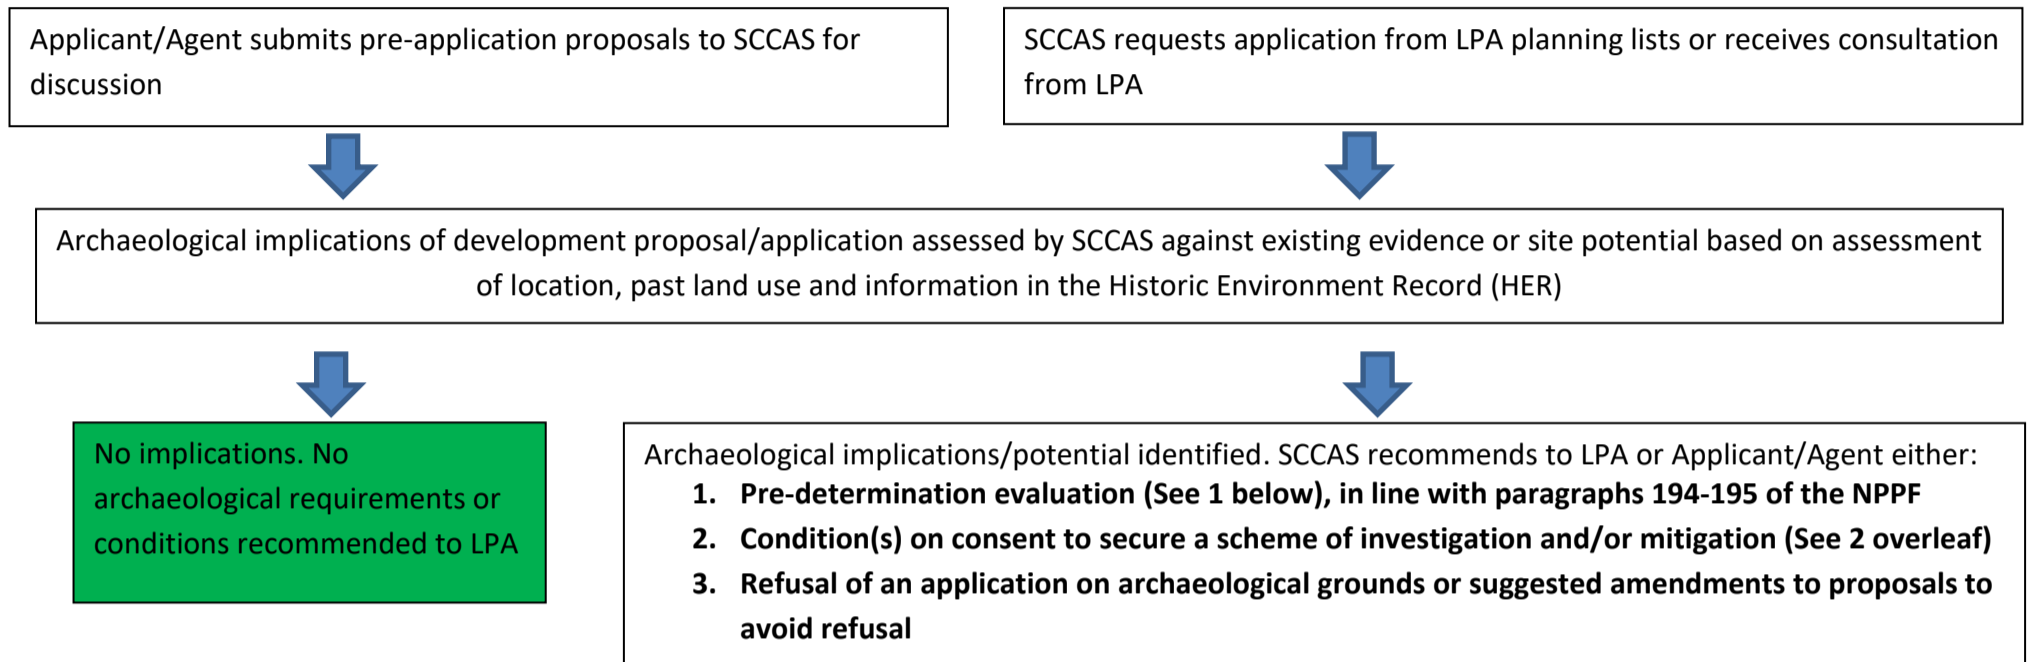 Applicant/Agent submits pre-application proposals to SCCAS for
discussion
SCCAS requests application from LPA planning lists or receives consultation
from LPA
Archaeological implications of development proposal/application assessed by SCCAS against existing evidence or site potential based on assessment
of location, past land use and information in the Historic Environment Record (HER)
No implications. No
archaeological requirements or
conditions recommended to LPA
Archaeological implications/potential identified. SCCAS recommends to LPA or Applicant/Agent either:
1. Pre-determination evaluation (See 1 below), in line with paragraphs 194-195 of the NPPF
2. Condition(s) on consent to secure a scheme of investigation and/or mitigation (See 2 overleaf)
3. Refusal of an application on archaeological grounds or suggested amendments to proposals to
avoid refusal